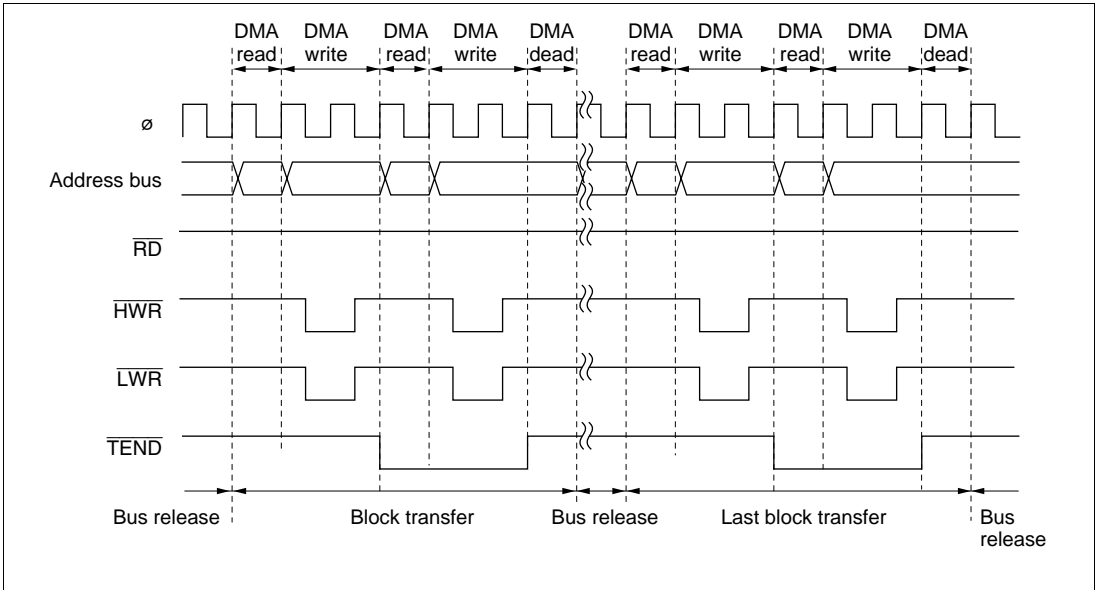 DMA DMA DMA DMA DMA DMA DMA DMA DMA DMA
read write read write dead read write read write dead
ø
Address bus
RD
HWR
LWR
TEND
Bus release Block transfer Bus release Last block transfer Bus
release